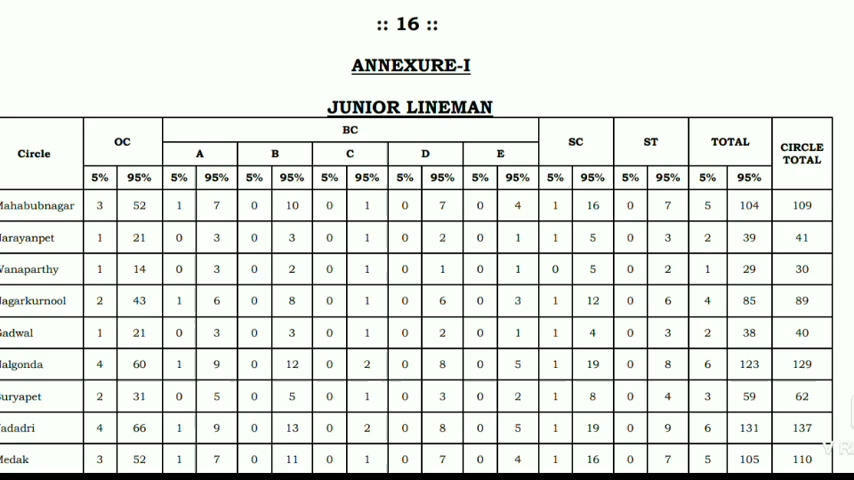 :: 16 ::
ANNEXURE-I
JUNIOR LINEMAN
Circle OC BC SC ST TOTAL CIRCLE TOTAL
A B C D E
5% 95% 5% 95% 5% 95% 5% 95% 5% 95% 5% 95% 5% 95% 5% 95% 5% 95%
Mahabubnagar 3 52 1 7 0 10 0 1 0 7 0 4 1 16 0 7 5 104 109
Narayanpet 1 21 0 3 0 3 0 1 0 2 0 1 1 5 0 3 2 39 41
Wanaparthy 1 14 0 3 0 2 0 1 0 1 0 1 0 5 0 2 1 29 30
Nagarkurnool 2 43 1 6 0 8 0 1 0 6 0 3 1 12 0 6 4 85 89
Gadwal 1 21 0 3 0 3 0 1 0 2 0 1 1 4 0 3 2 38 40
Nalgonda 4 60 1 9 0 12 0 2 0 8 0 5 1 19 0 8 6 123 129
Suryapet 2 31 0 5 0 5 0 1 0 3 0 2 1 8 0 4 3 59 62
Yadadri 4 66 1 9 0 13 0 2 0 8 0 5 1 19 0 9 6 131 137
Medak 3 52 1 7 0 11 0 1 0 7 0 4 1 16 0 7 5 105 110